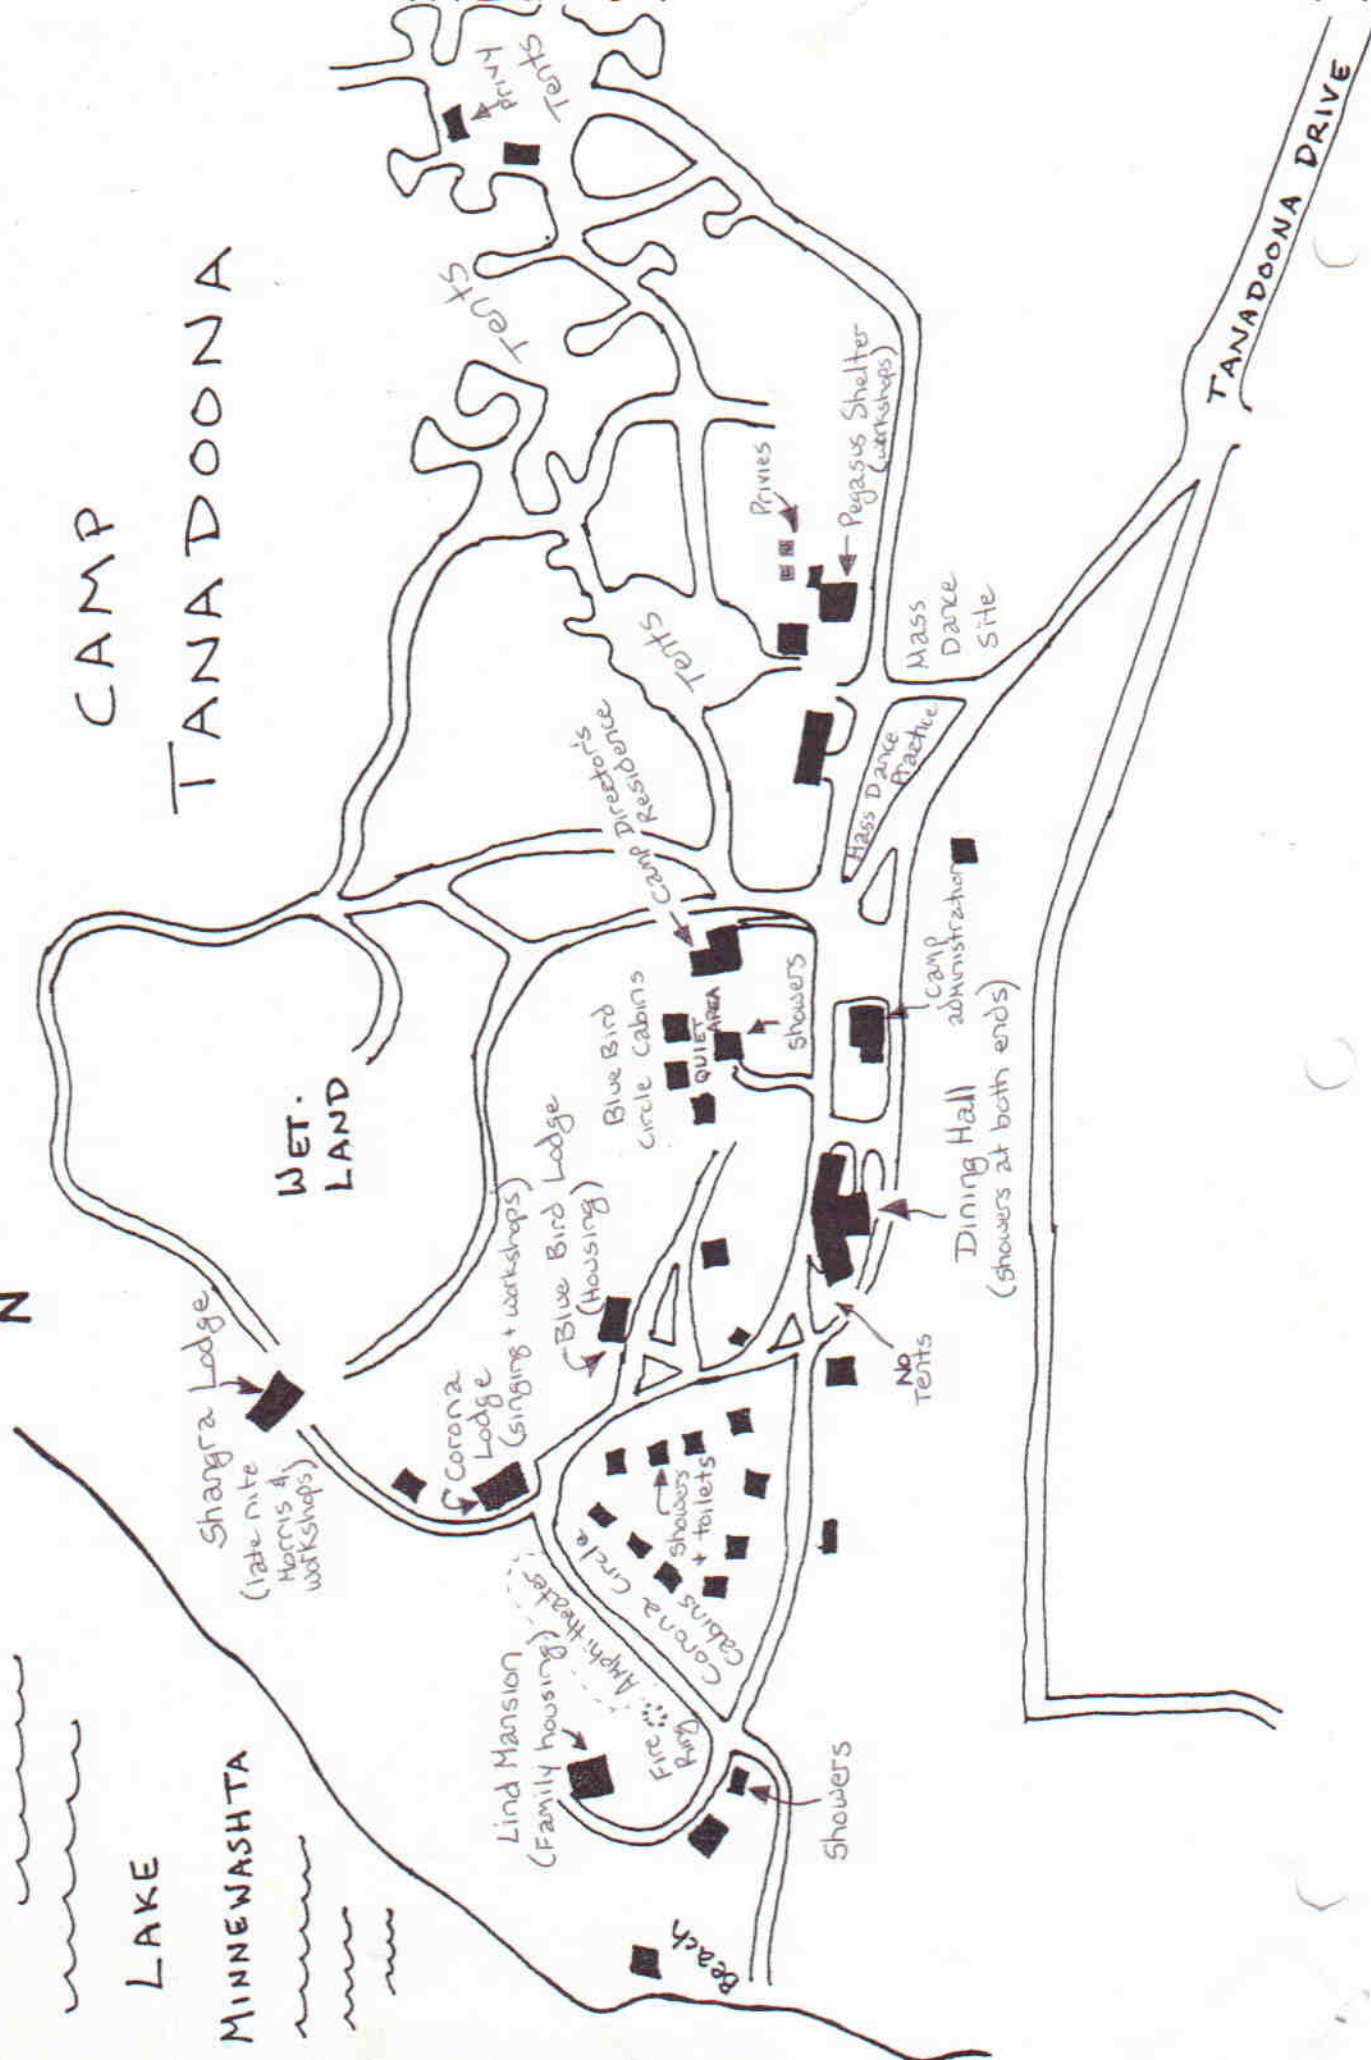 CAMP
TANADOONA
N
LAKE
MINNEWASHTA
WET.
LAND
Shangra Lodge
(late nite
Morris &
workshops)
Corona
Lodge
(singing + workshops)
Blue Bird Lodge
(Housing)
Blue Bird
Circle Cabins
QUIET
AREA
showers
Camp Director's
Residence
Tents
Tents
Tents
privy
Privies
Pegasus Shelter
(workshops)
Mass
Dance
Site
Mass Dance
Practice
camp
administration
Dining Hall
(showers at both ends)
No
Tents
Lind Mansion
(Family housing)
Amphitheater
Fire
Ring
Corona Circle
Cabins
showers
+ toilets
Showers
Beach
TANADOONA DRIVE